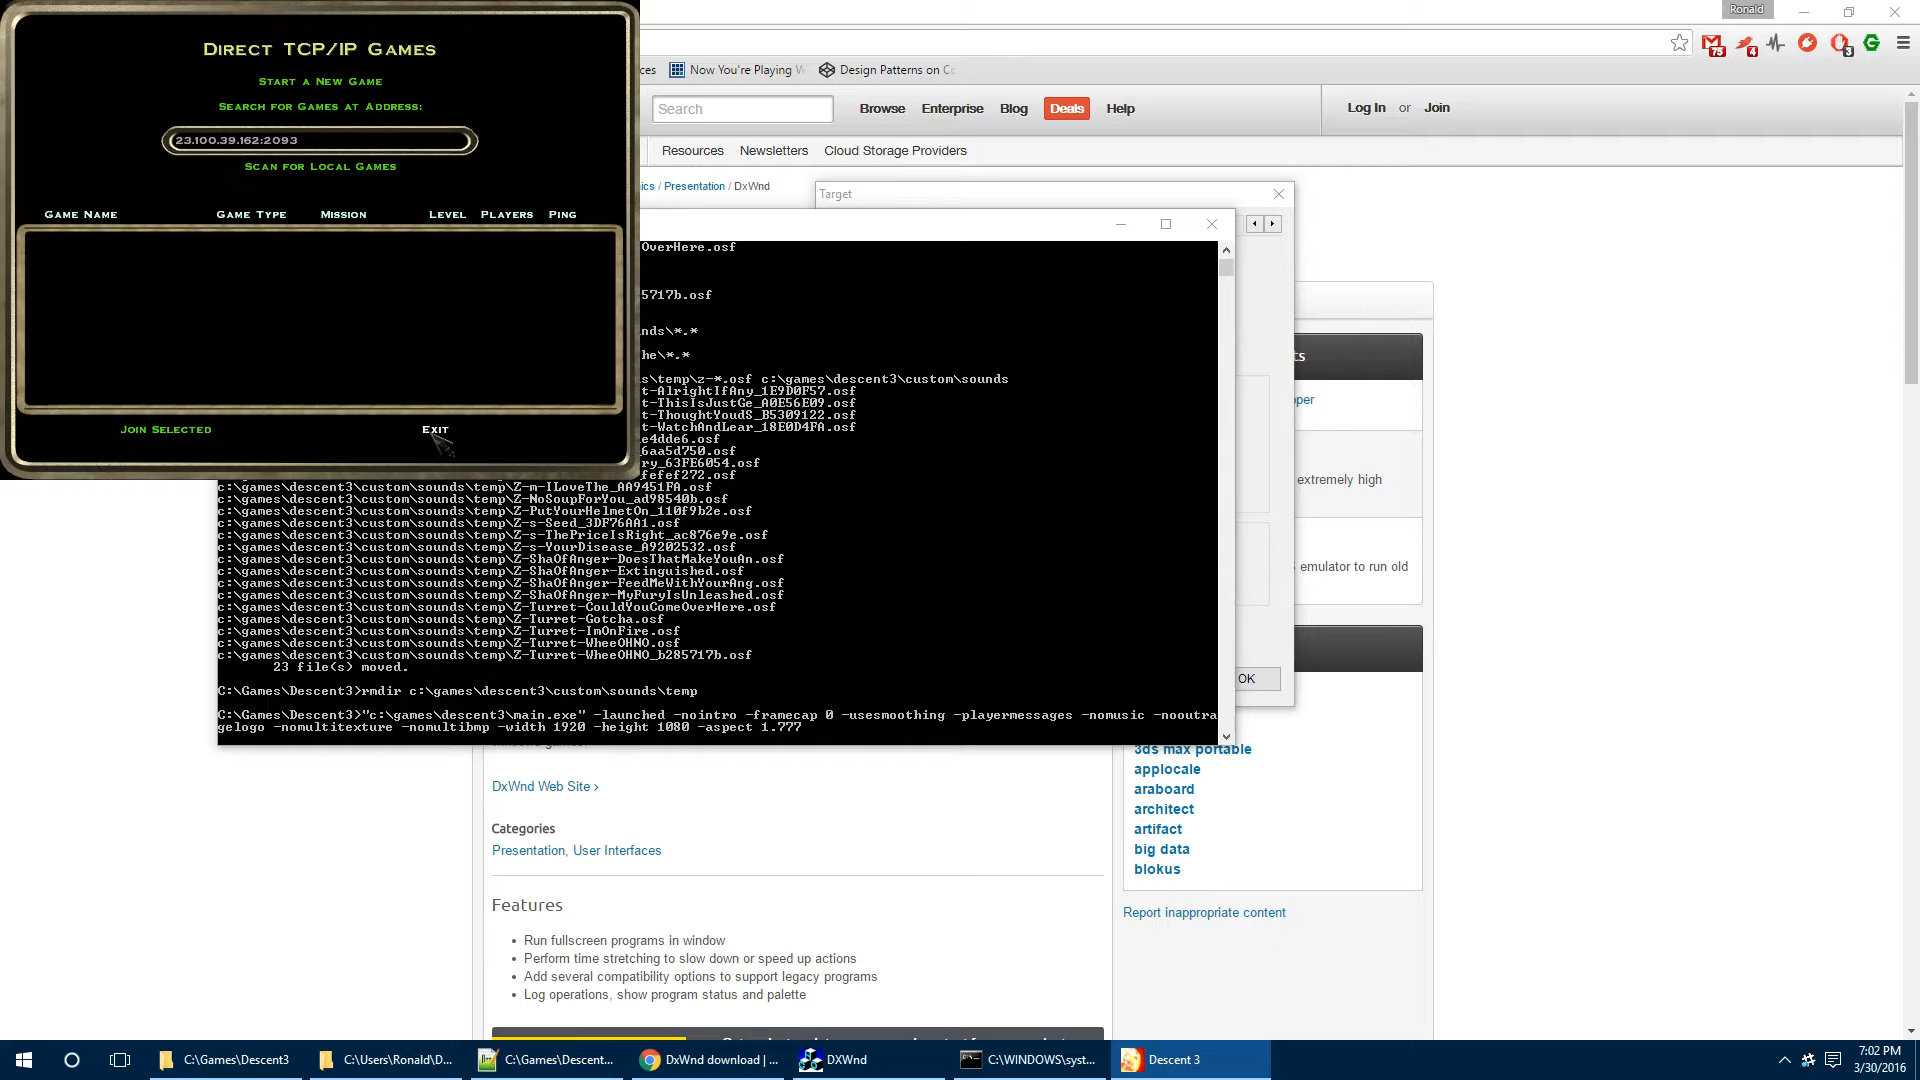 Ronald
Direct TCP/IP Games
Start a New Game
Search for Games at Address:
23.100.39.162:2093
Scan for Local Games
Game Name Game Type Mission Level Players Ping
Join Selected Exit
ces Now You're Playing W Design Patterns on Co
75 4 3
Search Browse Enterprise Blog Deals Help Log In or Join
Resources Newsletters Cloud Storage Providers
ics / Presentation / DxWnd
Target
OverHere.osf
5717b.osf
nds\*.*
he\*.*
s\temp\z-*.osf c:\games\descent3\custom\sounds
t-AlrightIfAny_1E9D0F57.osf
t-ThisIsJustGe_A0E56E09.osf
t-ThoughtYoudS_B5309122.osf
t-WatchAndLear_18E0D4FA.osf
e4dde6.osf
6aa5d750.osf
ry_63FE6054.osf
fefef272.osf
c:\games\descent3\custom\sounds\temp\Z-m-ILoveThe_AA9451FA.osf
c:\games\descent3\custom\sounds\temp\Z-NoSoupForYou_ad98540b.osf
c:\games\descent3\custom\sounds\temp\Z-PutYourHelmetOn_110f9b2e.osf
c:\games\descent3\custom\sounds\temp\Z-s-Seed_3DF76AA1.osf
c:\games\descent3\custom\sounds\temp\Z-s-ThePriceIsRight_ac876e9e.osf
c:\games\descent3\custom\sounds\temp\Z-s-YourDisease_A9202532.osf
c:\games\descent3\custom\sounds\temp\Z-ShaOfAnger-DoesThatMakeYouAn.osf
c:\games\descent3\custom\sounds\temp\Z-ShaOfAnger-Extinguished.osf
c:\games\descent3\custom\sounds\temp\Z-ShaOfAnger-FeedMeWithYourAng.osf
c:\games\descent3\custom\sounds\temp\Z-ShaOfAnger-MyFuryIsUnleashed.osf
c:\games\descent3\custom\sounds\temp\Z-Turret-CouldYouComeOverHere.osf
c:\games\descent3\custom\sounds\temp\Z-Turret-Gotcha.osf
c:\games\descent3\custom\sounds\temp\Z-Turret-ImOnFire.osf
c:\games\descent3\custom\sounds\temp\Z-Turret-WheeOHNO.osf
c:\games\descent3\custom\sounds\temp\Z-Turret-WheeOHNO_b285717b.osf
23 file(s) moved.
C:\Games\Descent3>rmdir c:\games\descent3\custom\sounds\temp
C:\Games\Descent3>"c:\games\descent3\main.exe" -launched -nointro -framecap 0 -usesmoothing -playermessages -nomusic -nooutra
gelogo -nomultitexture -nomultibmp -width 1920 -height 1080 -aspect 1.777
OK
ts
pper
extremely high
S emulator to run old
3ds max portable
applocale
araboard
architect
artifact
big data
blokus
Report inappropriate content
DxWnd Web Site ›
Categories
Presentation, User Interfaces
Features
Run fullscreen programs in window
Perform time stretching to slow down or speed up actions
Add several compatibility options to support legacy programs
Log operations, show program status and palette
C:\Games\Descent3 C:\Users\Ronald\D... C:\Games\Descent... DxWnd download | ... DXWnd C:\WINDOWS\syst... Descent 3
7:02 PM
3/30/2016